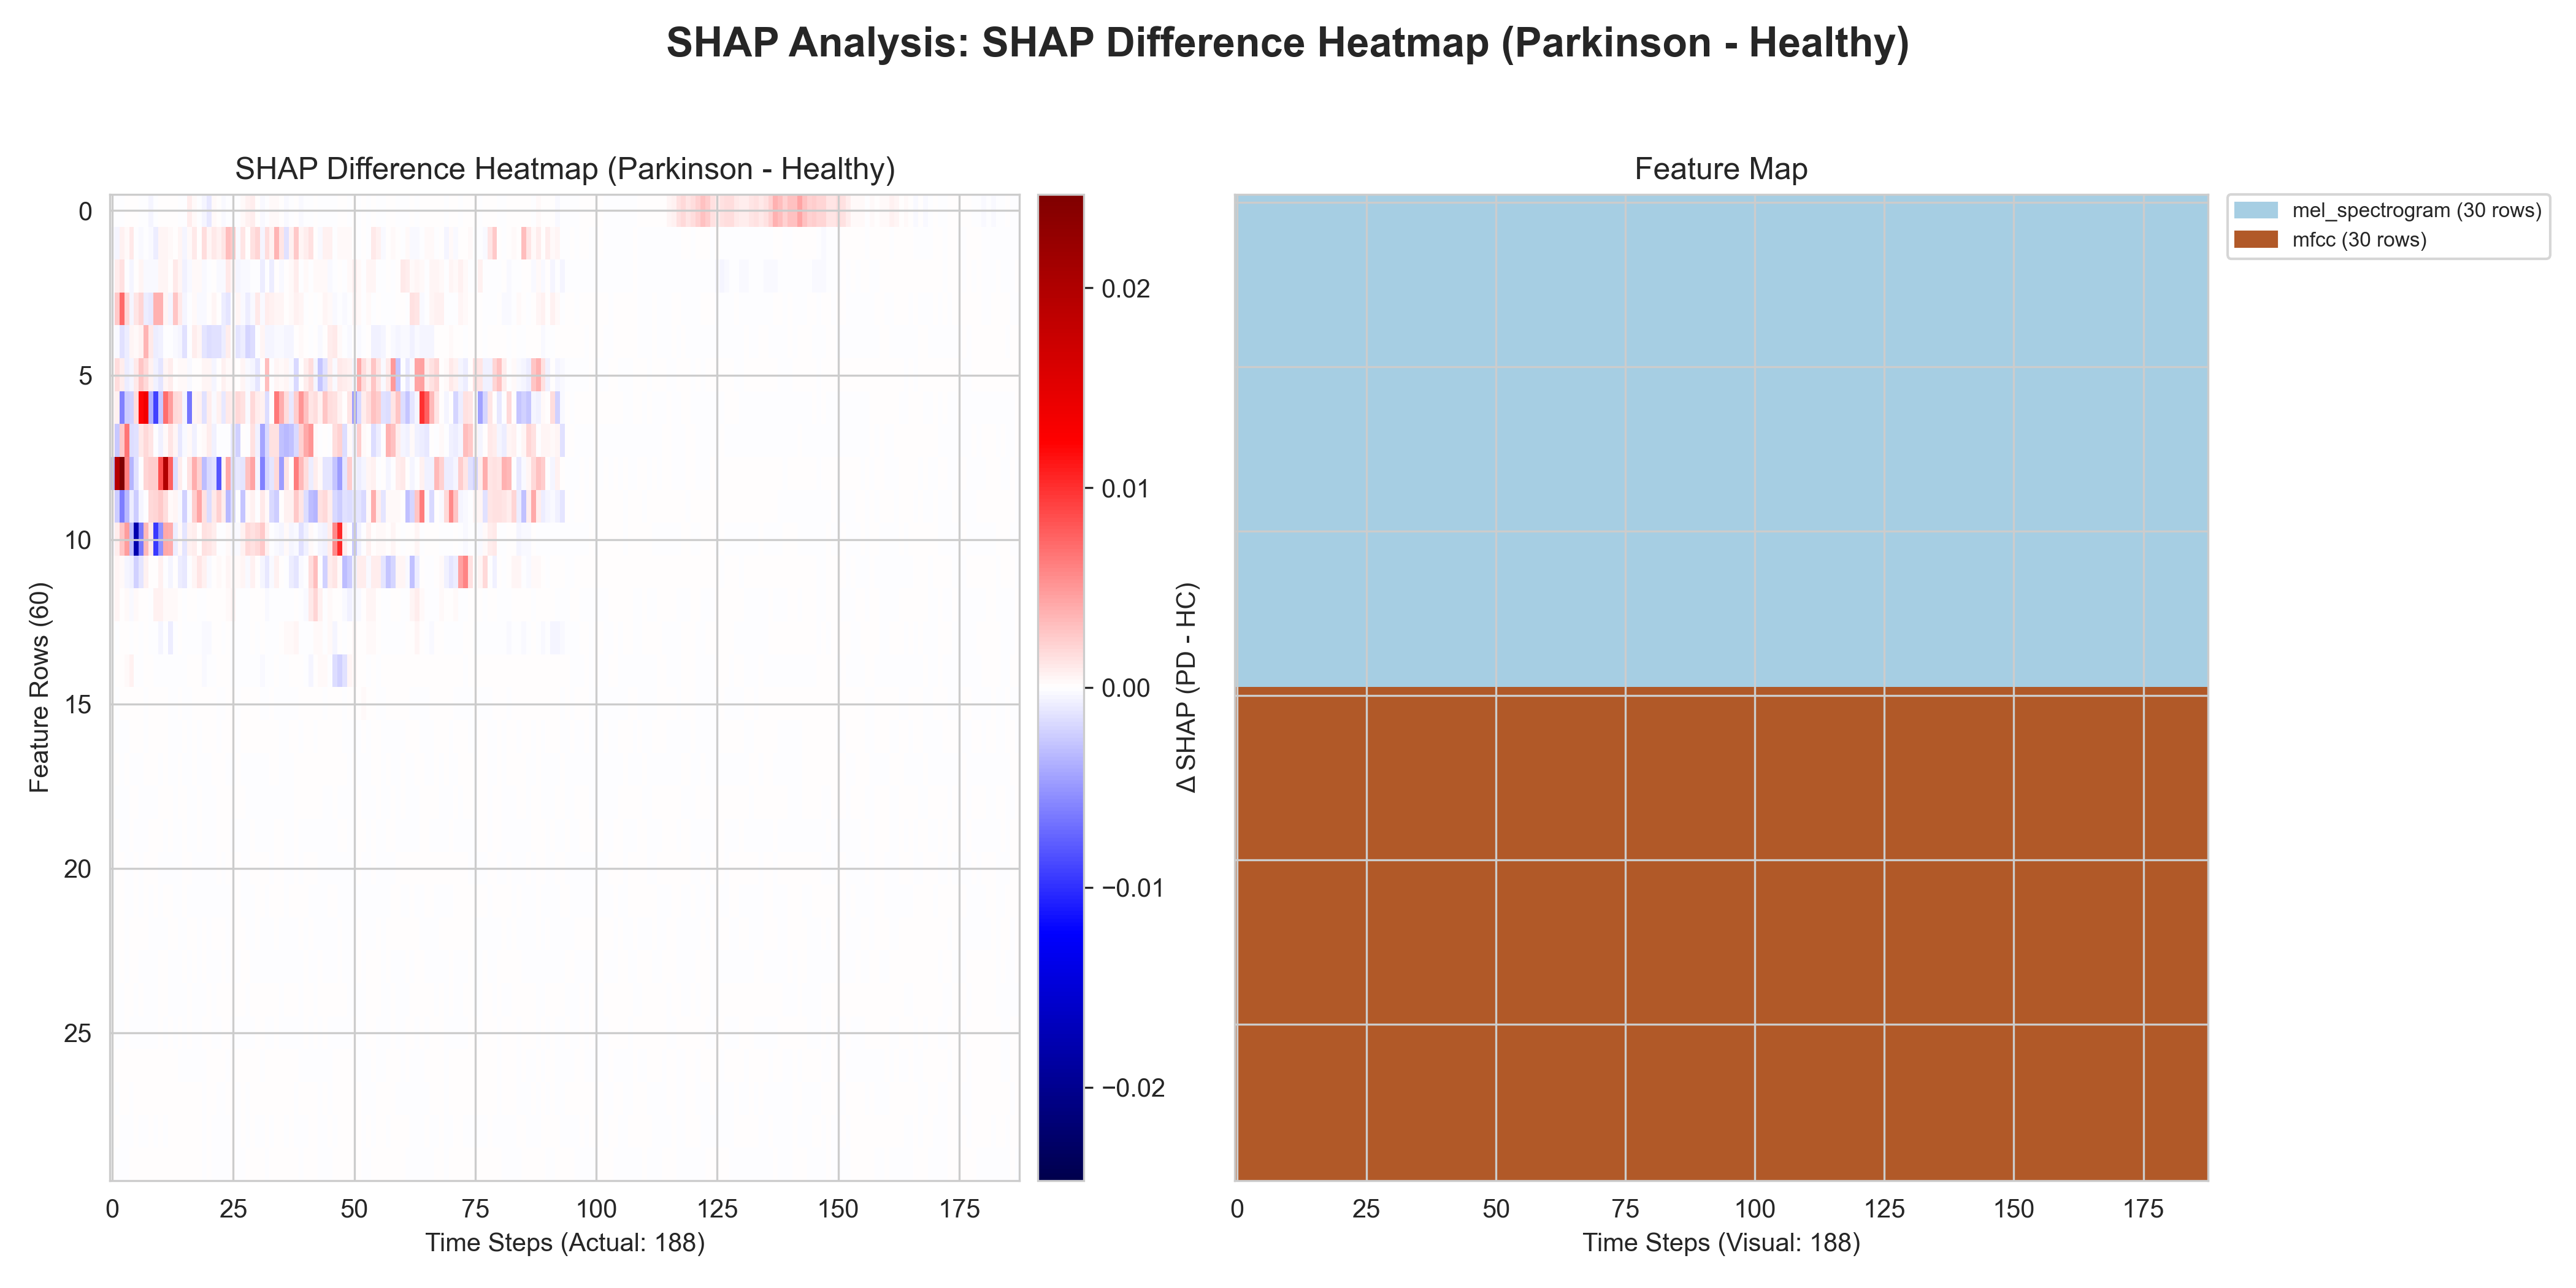 SHAP Analysis: SHAP Difference Heatmap (Parkinson - Healthy)
SHAP Difference Heatmap (Parkinson - Healthy)
Feature Rows (60)
0
5
10
15
20
25
0 25 50 75 100 125 150 175
Time Steps (Actual: 188)
0.02
0.01
0.00
−0.01
−0.02
Δ SHAP (PD - HC)
Feature Map
0 25 50 75 100 125 150 175
Time Steps (Visual: 188)
mel_spectrogram (30 rows)
mfcc (30 rows)